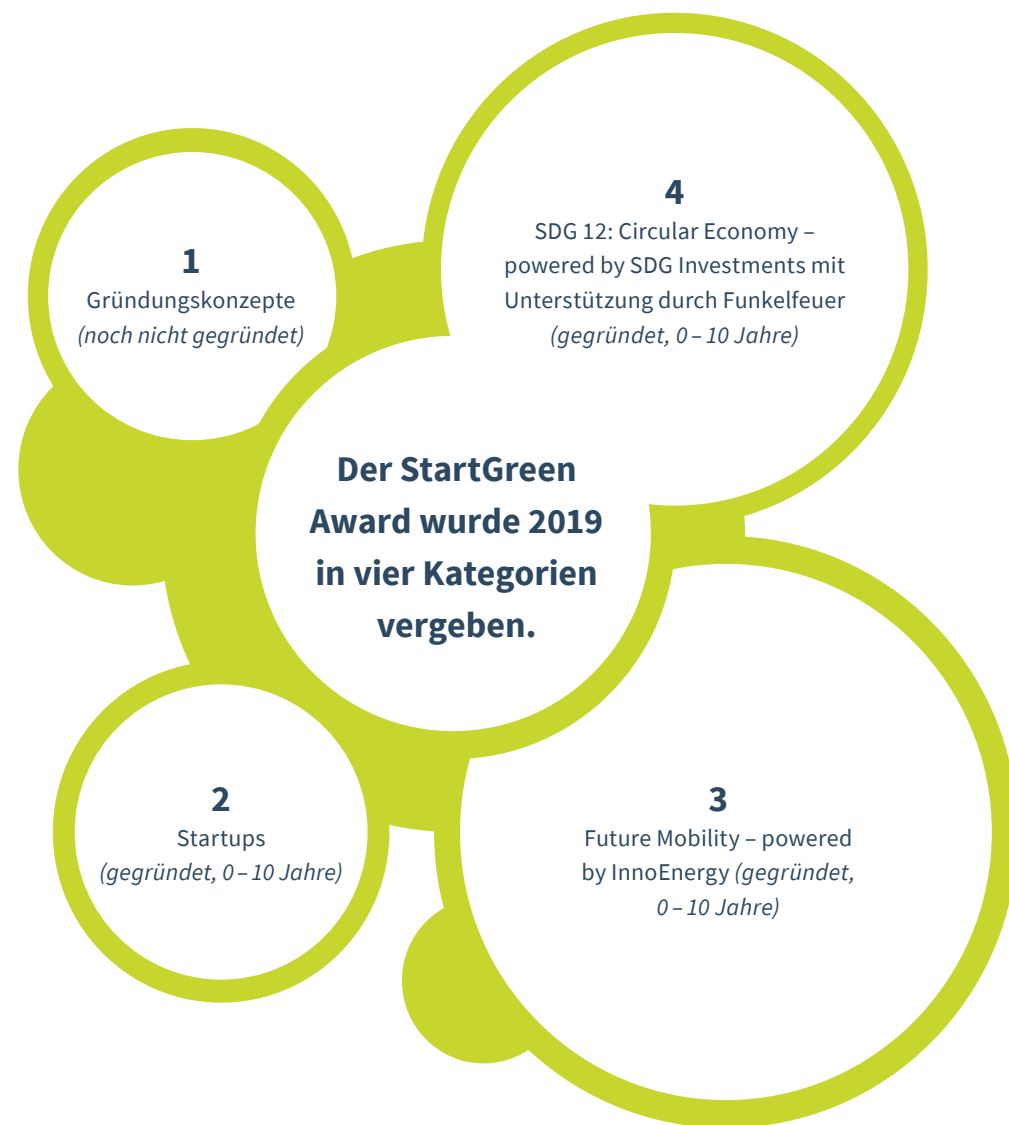 Der StartGreen
Award wurde 2019
in vier Kategorien
vergeben.
1
Gründungskonzepte
(noch nicht gegründet)
2
Startups
(gegründet, 0 – 10 Jahre)
3
Future Mobility – powered
by InnoEnergy (gegründet,
0 – 10 Jahre)
4
SDG 12: Circular Economy –
powered by SDG Investments mit
Unterstützung durch Funkelfeuer
(gegründet, 0 – 10 Jahre)